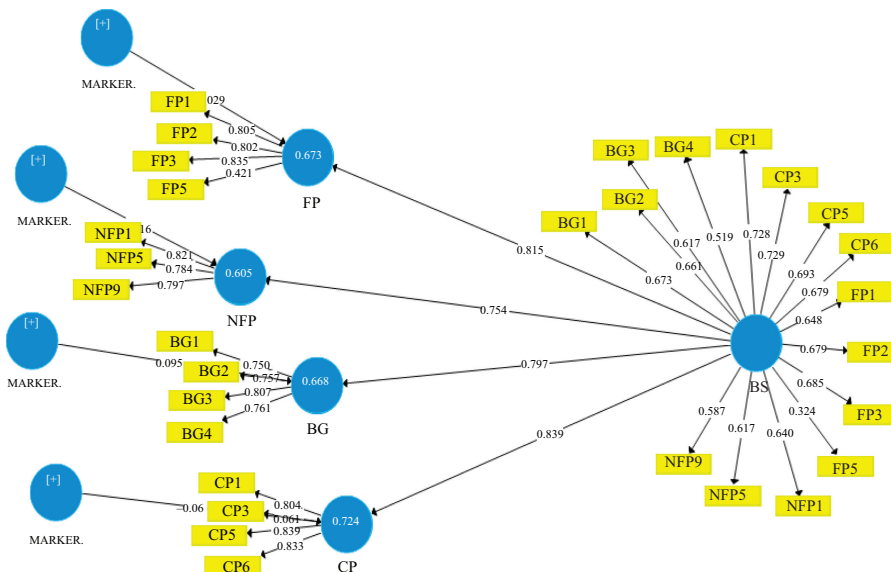 [+]
MARKER.
029
FP1
0.805
FP2
0.802
FP3
0.835
FP5
0.421
0.673
FP
[+]
MARKER.
16
NFP1
0.821
NFP5
0.784
NFP9
0.797
0.605
NFP
[+]
MARKER.
0.095
BG1
0.750
BG2
0.757
BG3
0.807
BG4
0.761
0.668
BG
[+]
MARKER.
–0.06
CP1
0.804
CP3
0.061
CP5
0.839
CP6
0.833
0.724
CP
0.815
0.754
0.797
0.839
BS
BG1
0.673
BG2
0.661
BG3
0.617
BG4
0.519
CP1
0.728
CP3
0.729
CP5
0.693
CP6
0.679
FP1
0.648
FP2
0.679
FP3
0.685
FP5
0.324
NFP1
0.640
NFP5
0.617
NFP9
0.587